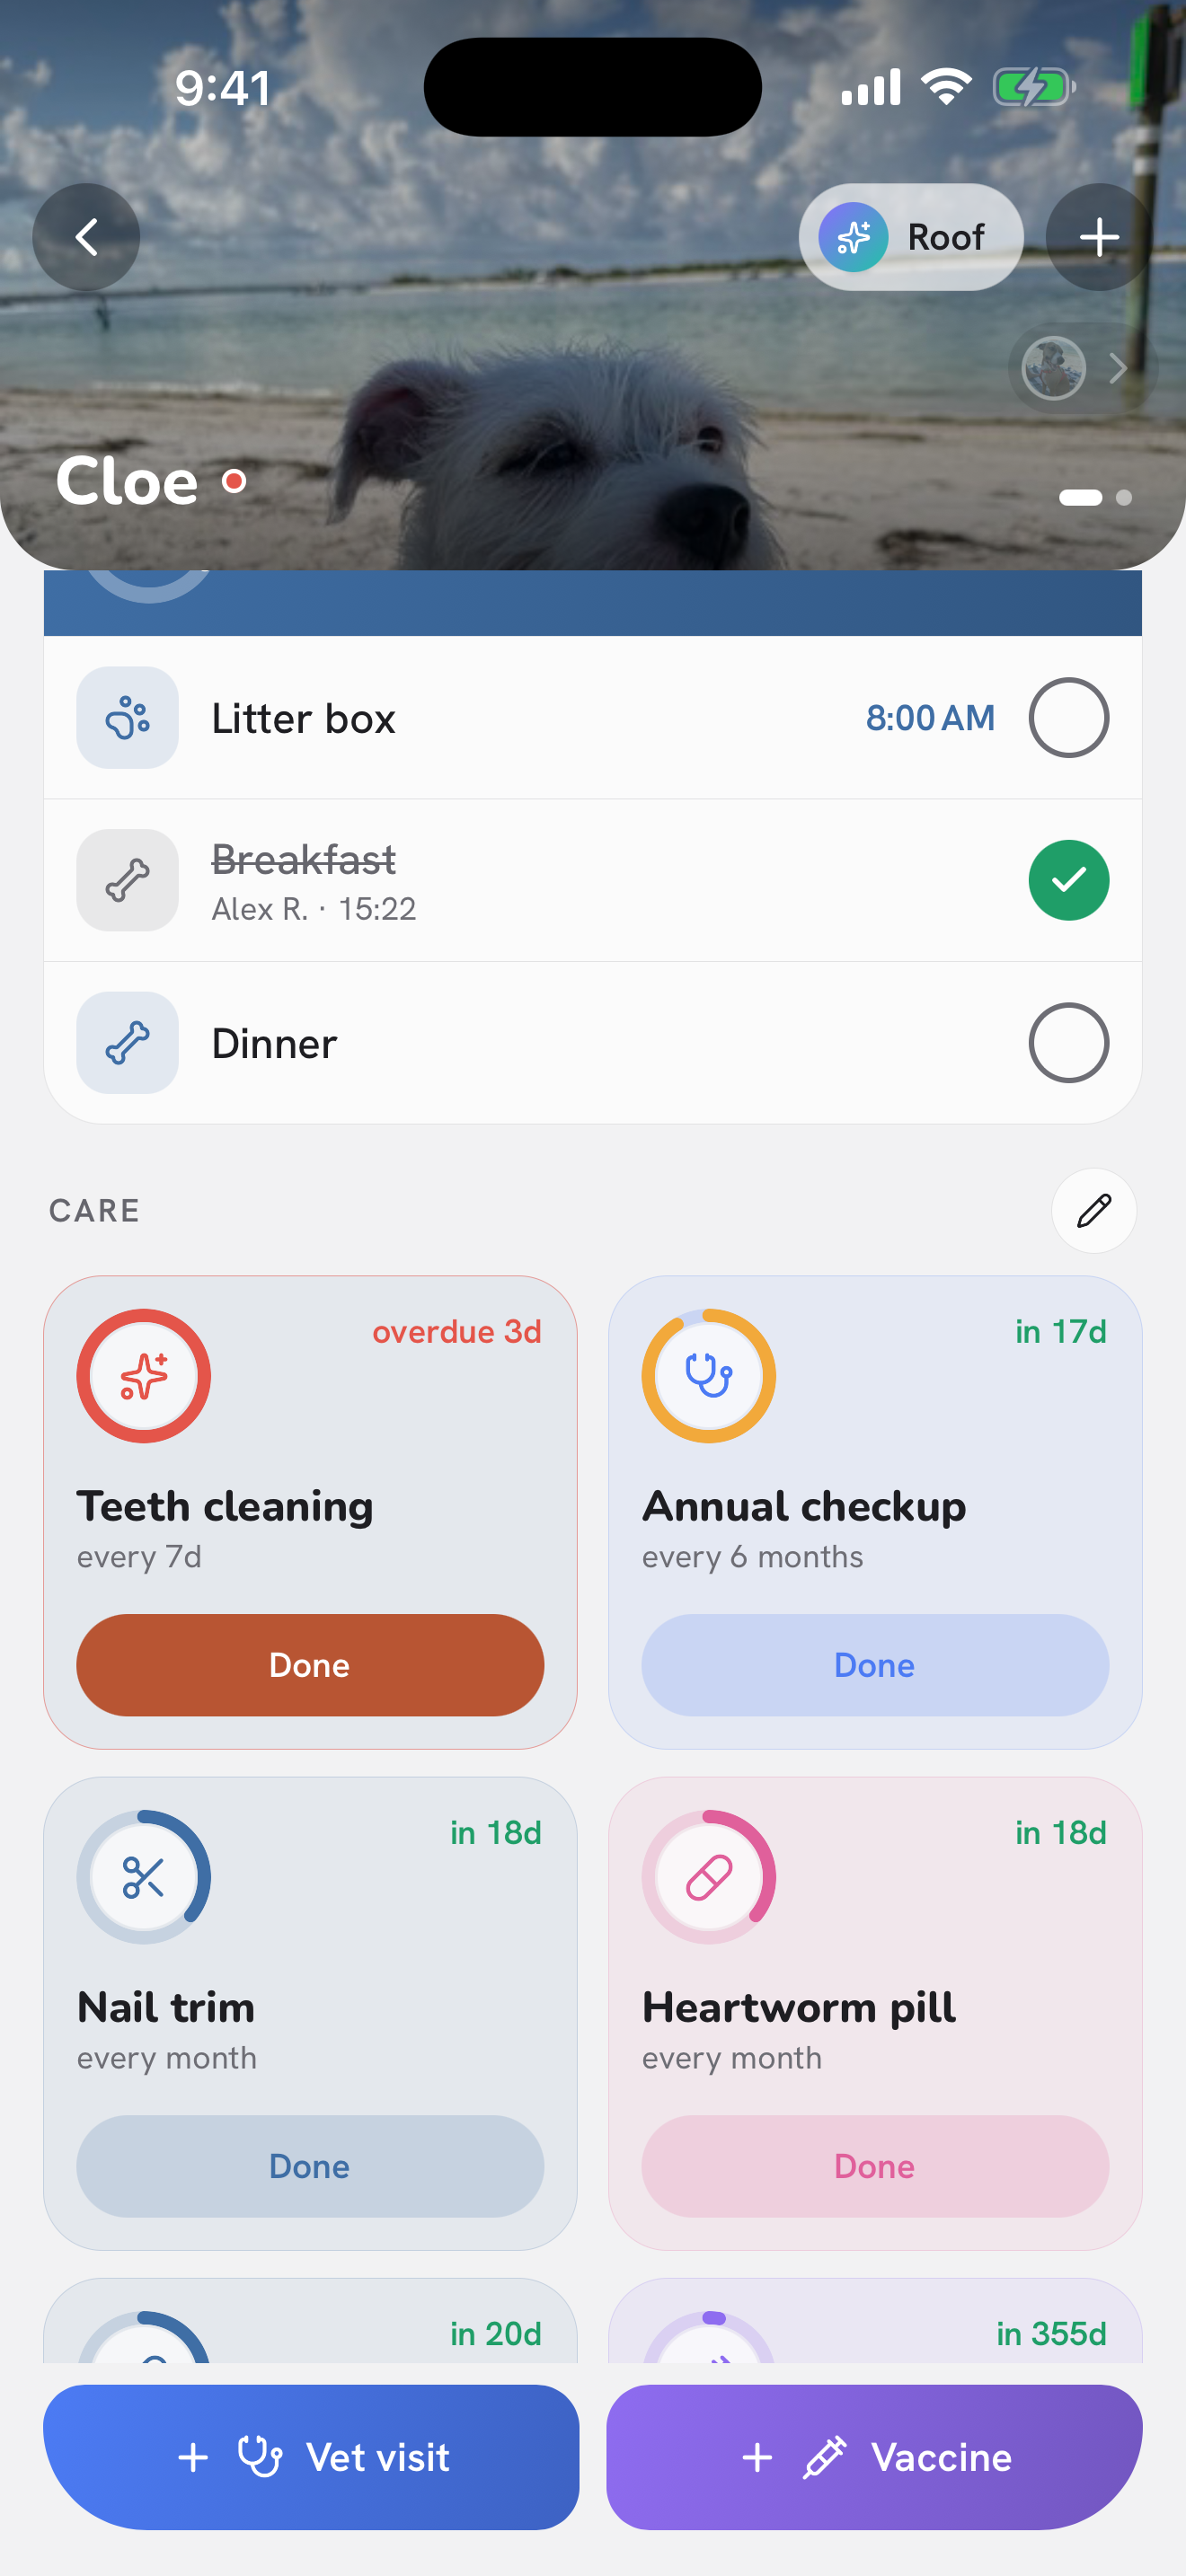 9:41
Roof
Cloe
Litter box
8:00 AM
Breakfast
Alex R. · 15:22
Dinner
CARE
overdue 3d
Teeth cleaning
every 7d
Done
in 17d
Annual checkup
every 6 months
Done
in 18d
Nail trim
every month
Done
in 18d
Heartworm pill
every month
Done
in 20d
in 355d
Vet visit
Vaccine